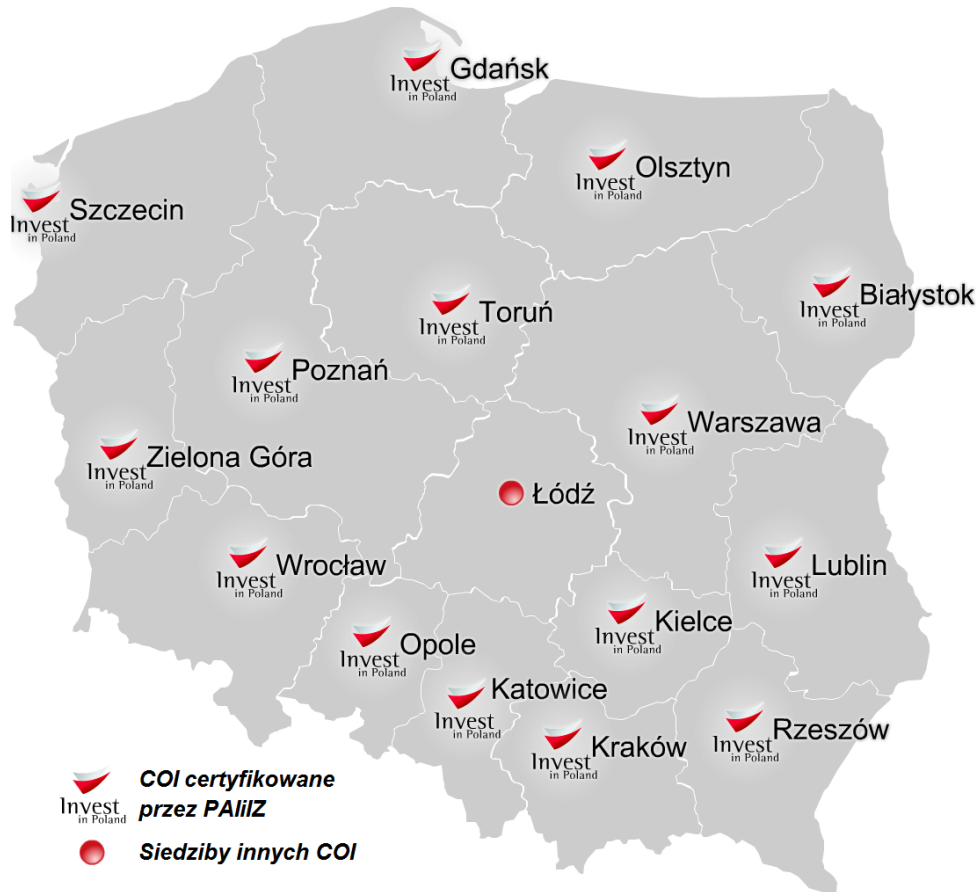 Invest
in Poland
Gdańsk
Invest
in Poland
Olsztyn
Invest
in Poland
Szczecin
Invest
in Poland
Białystok
Invest
in Poland
Toruń
Invest
in Poland
Poznań
Invest
in Poland
Warszawa
Invest
in Poland
Zielona Góra
Łódź
Invest
in Poland
Wrocław
Invest
in Poland
Lublin
Invest
in Poland
Kielce
Invest
in Poland
Opole
Invest
in Poland
Katowice
Invest
in Poland
Kraków
Invest
in Poland
Rzeszów
Invest
in Poland
COI certyfikowane
przez PAIiIZ
Siedziby innych COI